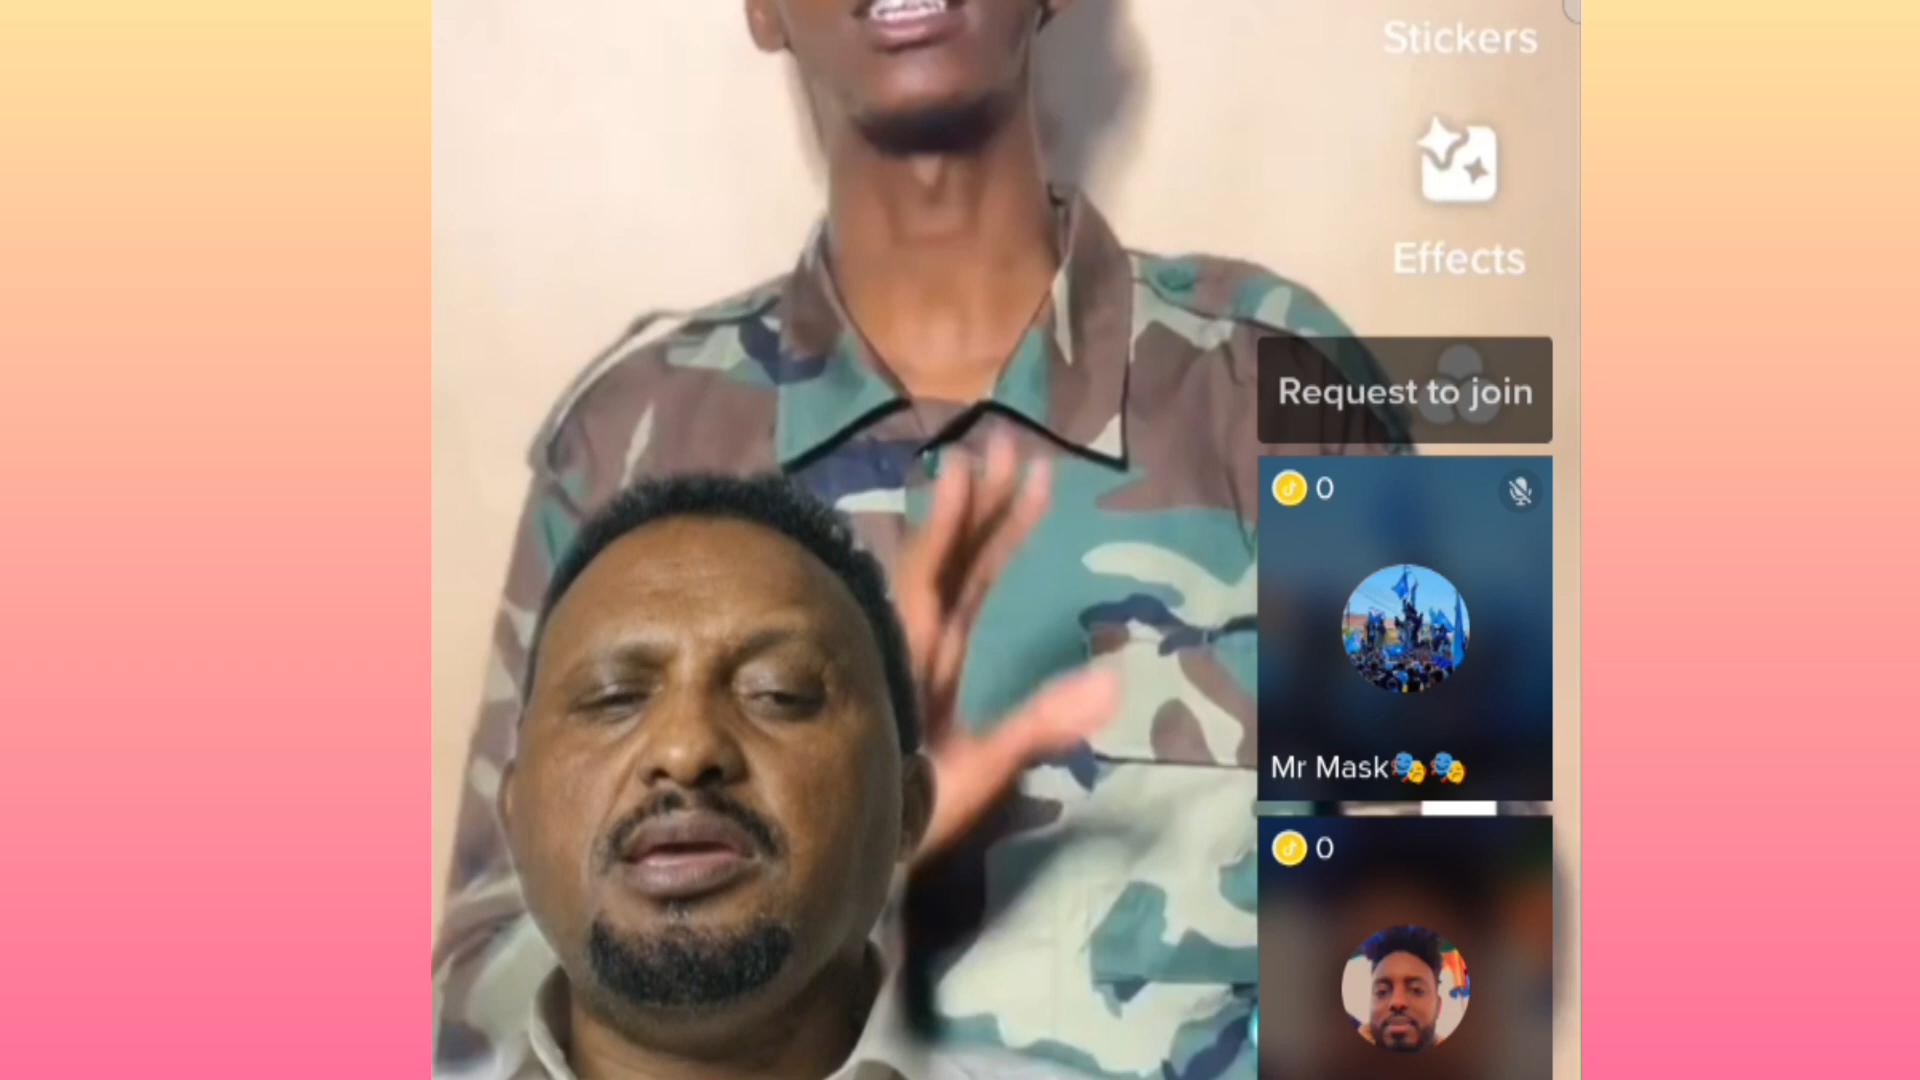 Stickers
Effects
Request to join
0
Mr Mask🎭🎭
0